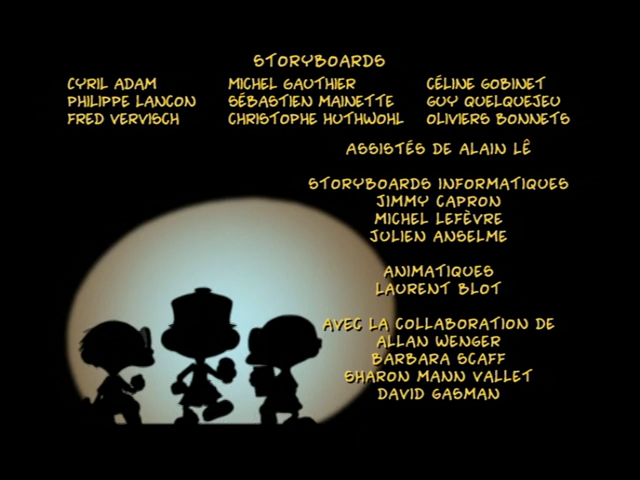 STORYBOARDS
CYRIL ADAM MICHEL GAUTHIER CÉLINE GOBINET
PHILIPPE LANCON SÉBASTIEN MAINETTE GUY QUELQUEJEU
FRED VERVISCH CHRISTOPHE HUTHWOHL OLIVIERS BONNETS
ASSISTÉS DE ALAIN LÊ
STORYBOARDS INFORMATIQUES
JIMMY CAPRON
MICHEL LEFÈVRE
JULIEN ANSELME
ANIMATIQUES
LAURENT BLOT
AVEC LA COLLABORATION DE
ALLAN WENGER
BARBARA SCAFF
SHARON MANN VALLET
DAVID GASMAN